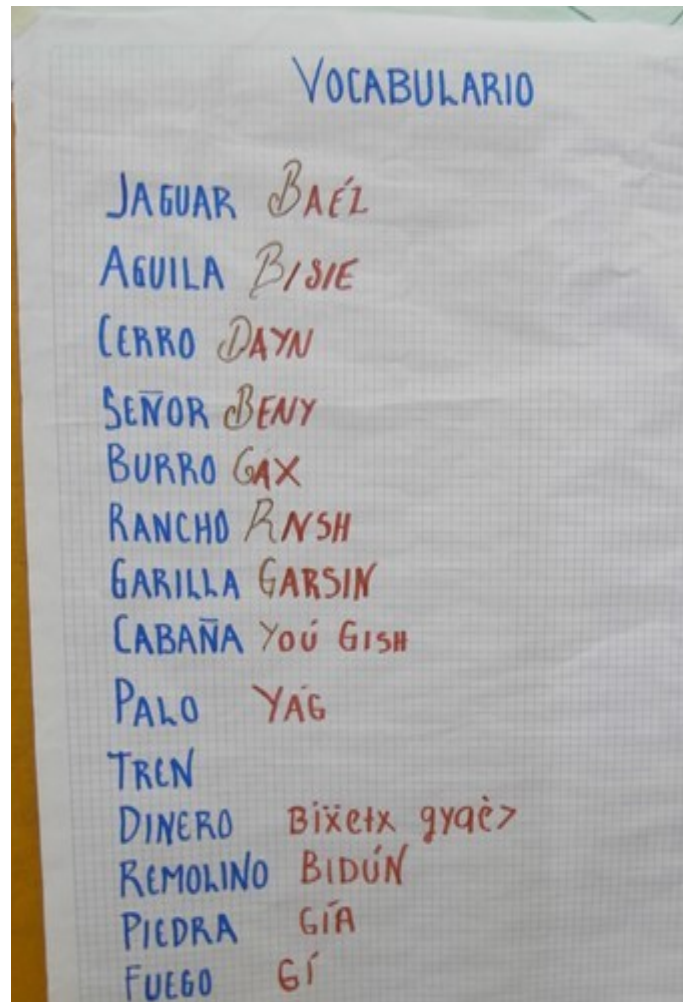 VOCABULARIO
JAGUAR BAÉZ
AGUILA BISIE
CERRO DAYN
SEÑOR BENY
BURRO GAX
RANCHO RNSH
GARILLA GARSIN
CABAÑA YOÚ GISH
PALO YÁG
TREN
DINERO Bixetx
REMOLINO BIDÚN
PIEDRA GÍA
FUEGO GÍ